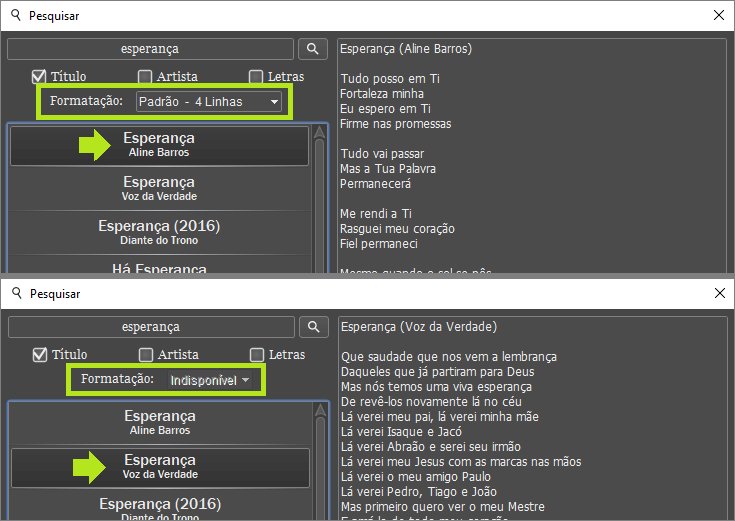 Pesquisar
esperança
Título
Artista
Letras
Formatação: Padrão - 4 Linhas
Esperança
Aline Barros
Esperança
Voz da Verdade
Esperança (2016)
Diante do Trono
Há Esperança
Esperança (Aline Barros)
Tudo posso em Ti
Fortaleza minha
Eu espero em Ti
Firme nas promessas
Tudo vai passar
Mas a Tua Palavra
Permanecerá
Me rendi a Ti
Rasguei meu coração
Fiel permaneci
Mesmo quando o sol se pôs
Pesquisar
esperança
Título
Artista
Letras
Formatação: Indisponível
Esperança
Aline Barros
Esperança
Voz da Verdade
Esperança (2016)
Diante do Trono
Esperança (Voz da Verdade)
Que saudade que nos vem a lembrança
Daqueles que já partiram para Deus
Mas nós temos uma viva esperança
De revê-los novamente lá no céu
Lá verei meu pai, lá verei minha mãe
Lá verei Isaque e Jacó
Lá verei Abraão e serei seu irmão
Lá verei meu Jesus com as marcas nas mãos
Lá verei o meu amigo Paulo
Lá verei Pedro, Tiago e João
Mas primeiro quero ver o meu Mestre